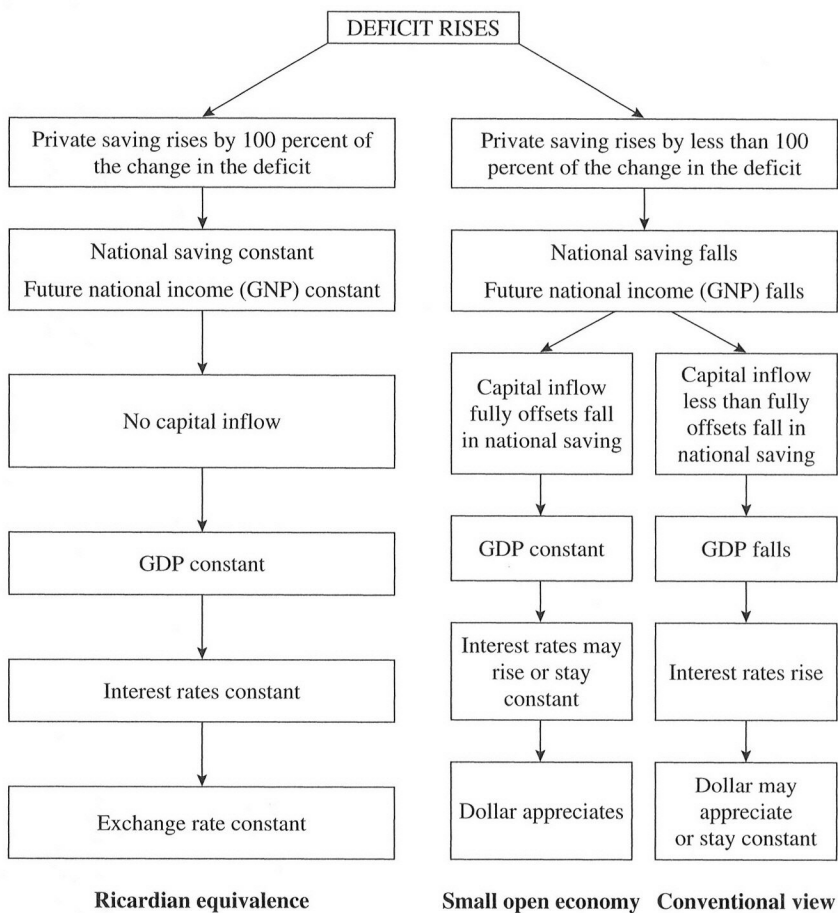 DEFICIT RISES
Private saving rises by 100 percent of
the change in the deficit
National saving constant
Future national income (GNP) constant
No capital inflow
GDP constant
Interest rates constant
Exchange rate constant
Ricardian equivalence
Private saving rises by less than 100
percent of the change in the deficit
National saving falls
Future national income (GNP) falls
Capital inflow
fully offsets fall
in national saving
GDP constant
Interest rates may
rise or stay
constant
Dollar appreciates
Small open economy
Capital inflow
less than fully
offsets fall in
national saving
GDP falls
Interest rates rise
Dollar may
appreciate
or stay constant
Conventional view